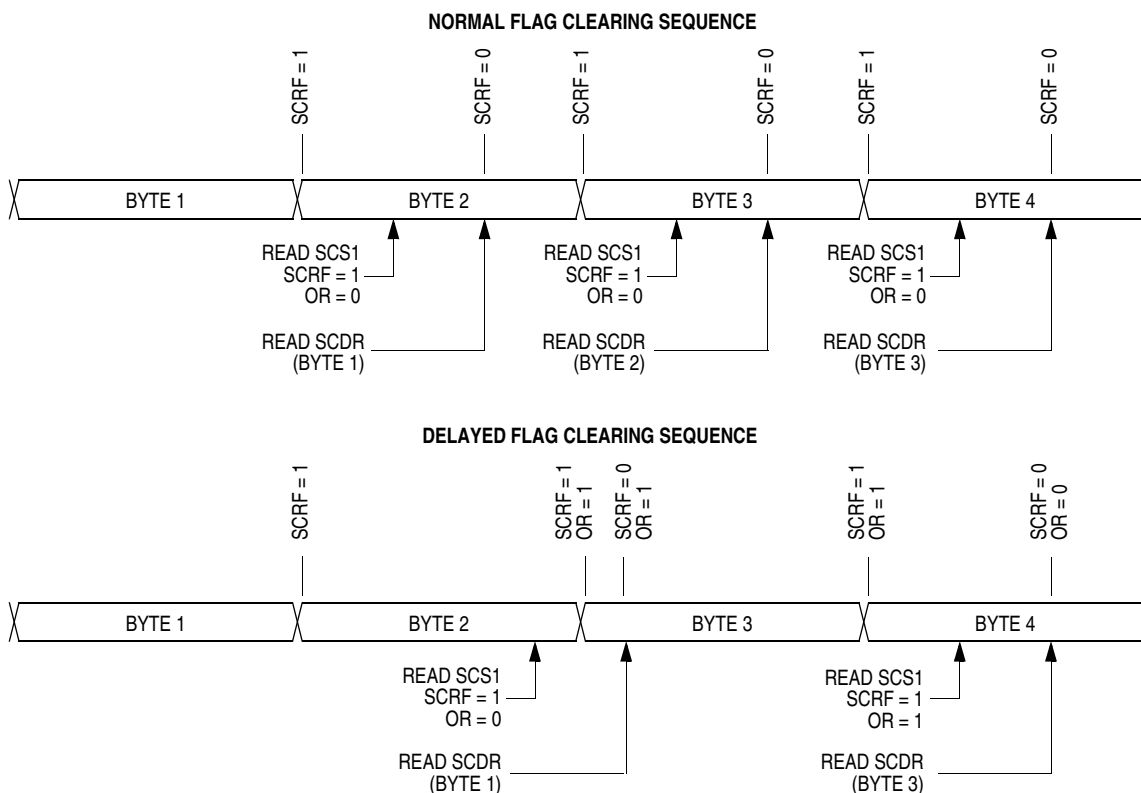 NORMAL FLAG CLEARING SEQUENCE
SCRF = 1
SCRF = 0
SCRF = 1
SCRF = 0
SCRF = 1
SCRF = 0
BYTE 1
BYTE 2
BYTE 3
BYTE 4
READ SCS1
SCRF = 1
OR = 0
READ SCS1
SCRF = 1
OR = 0
READ SCS1
SCRF = 1
OR = 0
READ SCDR
(BYTE 1)
READ SCDR
(BYTE 2)
READ SCDR
(BYTE 3)
DELAYED FLAG CLEARING SEQUENCE
SCRF = 1
SCRF = 1
OR = 1
SCRF = 0
OR = 1
SCRF = 1
OR = 1
SCRF = 0
OR = 0
BYTE 1
BYTE 2
BYTE 3
BYTE 4
READ SCS1
SCRF = 1
OR = 0
READ SCS1
SCRF = 1
OR = 1
READ SCDR
(BYTE 1)
READ SCDR
(BYTE 3)